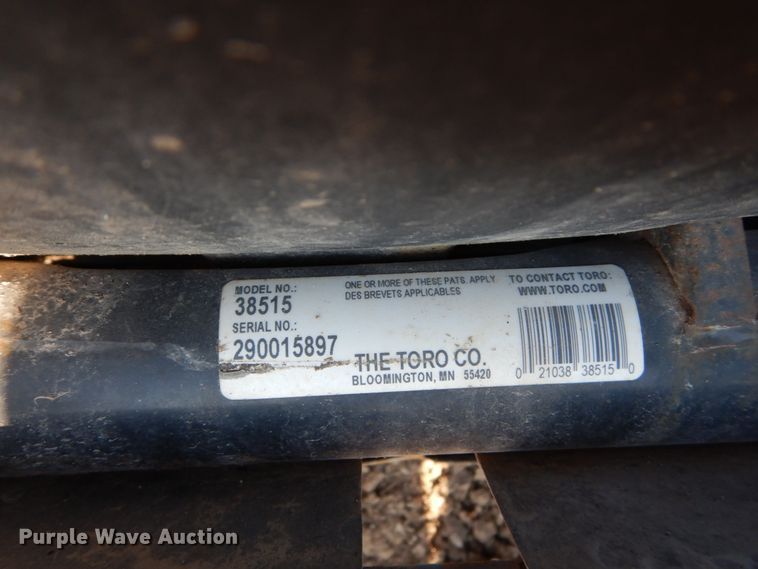 MODEL NO.:
38515
SERIAL NO.:
290015897
ONE OR MORE OF THESE PATS. APPLY
DES BREVETS APPLICABLES
THE TORO CO.
BLOOMINGTON, MN 55420
TO CONTACT TORO:
WWW.TORO.COM
0 21038 38515 0
Purple Wave Auction®